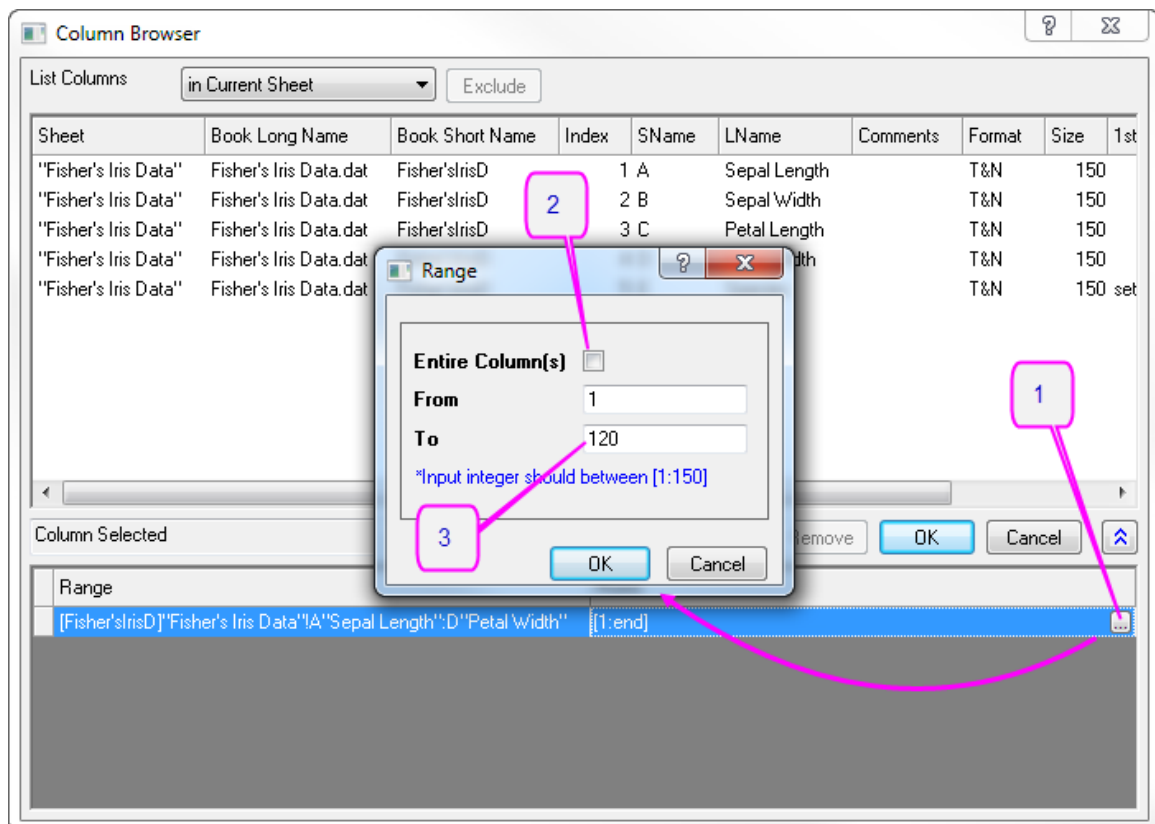 Column Browser
List Columns in Current Sheet Exclude
Sheet Book Long Name Book Short Name Index SName LName Comments Format Size 1st
"Fisher's Iris Data" Fisher's Iris Data.dat Fisher'sIrisD 1 A Sepal Length T&N 150
"Fisher's Iris Data" Fisher's Iris Data.dat Fisher'sIrisD 2 B Sepal Width T&N 150
"Fisher's Iris Data" Fisher's Iris Data.dat Fisher'sIrisD 3 C Petal Length T&N 150
"Fisher's Iris Data" Fisher's Iris Data.dat dth T&N 150
"Fisher's Iris Data" Fisher's Iris Data.dat T&N 150 set
2
Range
Entire Column(s)
From 1
To 120
*Input integer should between [1:150]
3
OK Cancel
1
Column Selected emove OK Cancel
Range
[Fisher'sIrisD]"Fisher's Iris Data"!A"Sepal Length":D"Petal Width" [1:end] ...